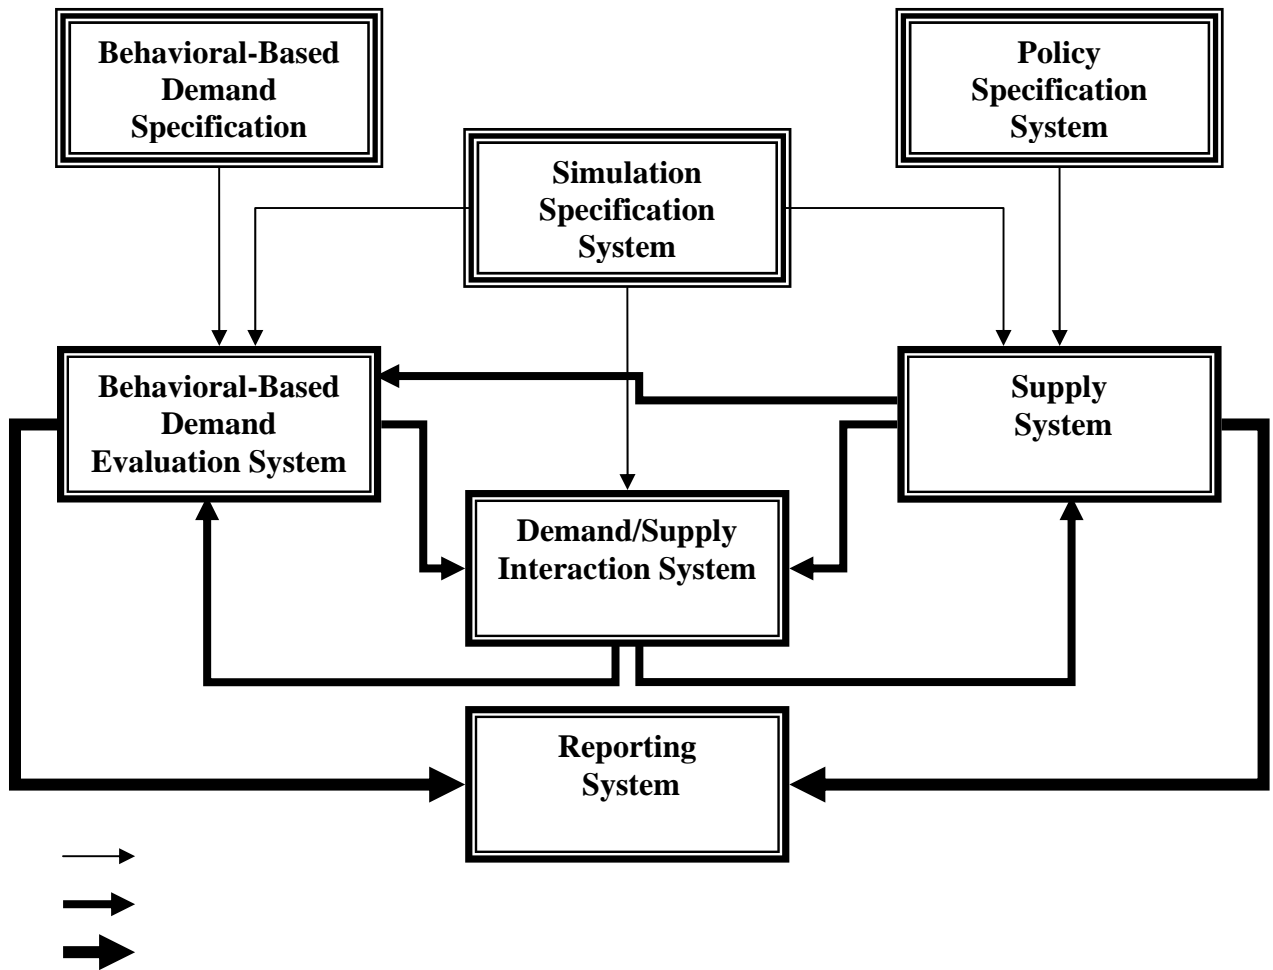 Behavioral-Based
Demand
Specification
Policy
Specification
System
Simulation
Specification
System
Behavioral-Based
Demand
Evaluation System
Supply
System
Demand/Supply
Interaction System
Reporting
System